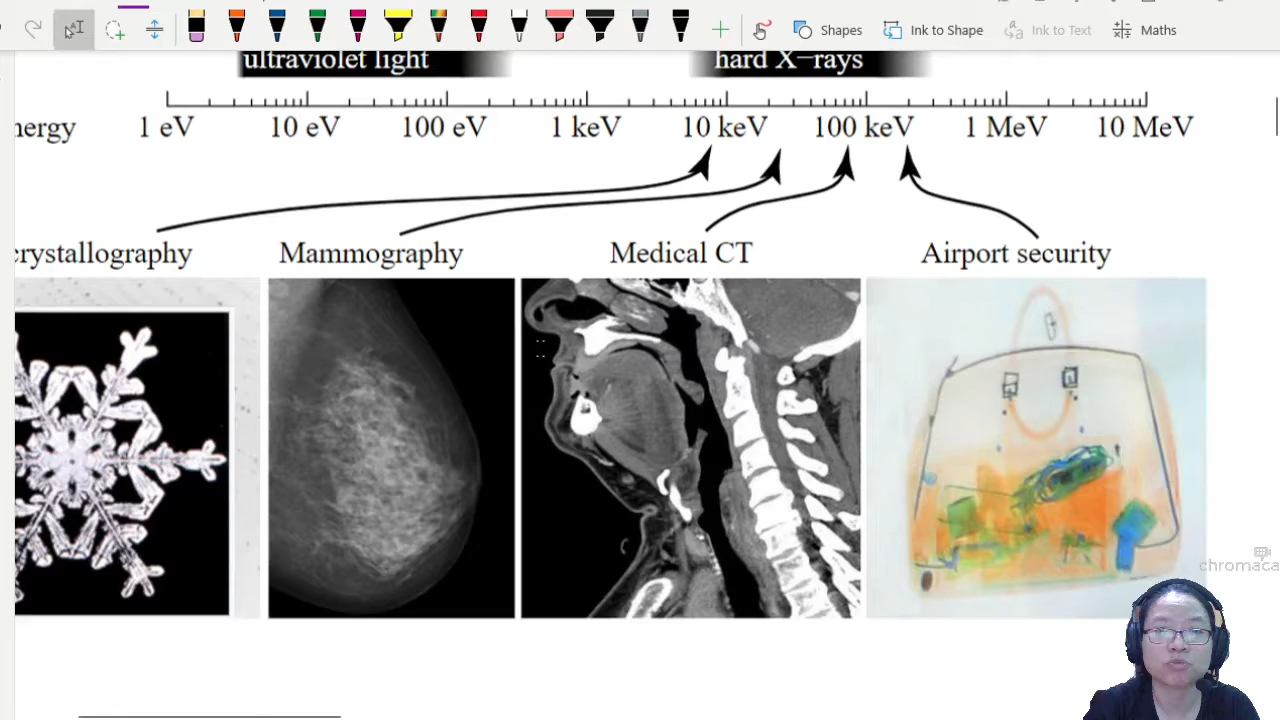 Shapes
Ink to Shape
Ink to Text
Maths
ultraviolet light
hard X−rays
nergy
1 eV
10 eV
100 eV
1 keV
10 keV
100 keV
1 MeV
10 MeV
crystallography
Mammography
Medical CT
Airport security
chromaca